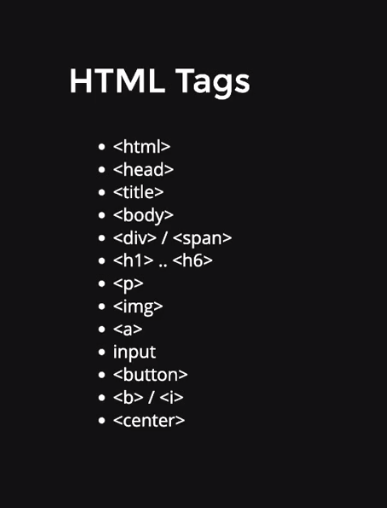 HTML Tags
• <html>
• <head>
• <title>
• <body>
• <div> / <span>
• <h1> .. <h6>
• <p>
• <img>
• <a>
• input
• <button>
• <b> / <i>
• <center>